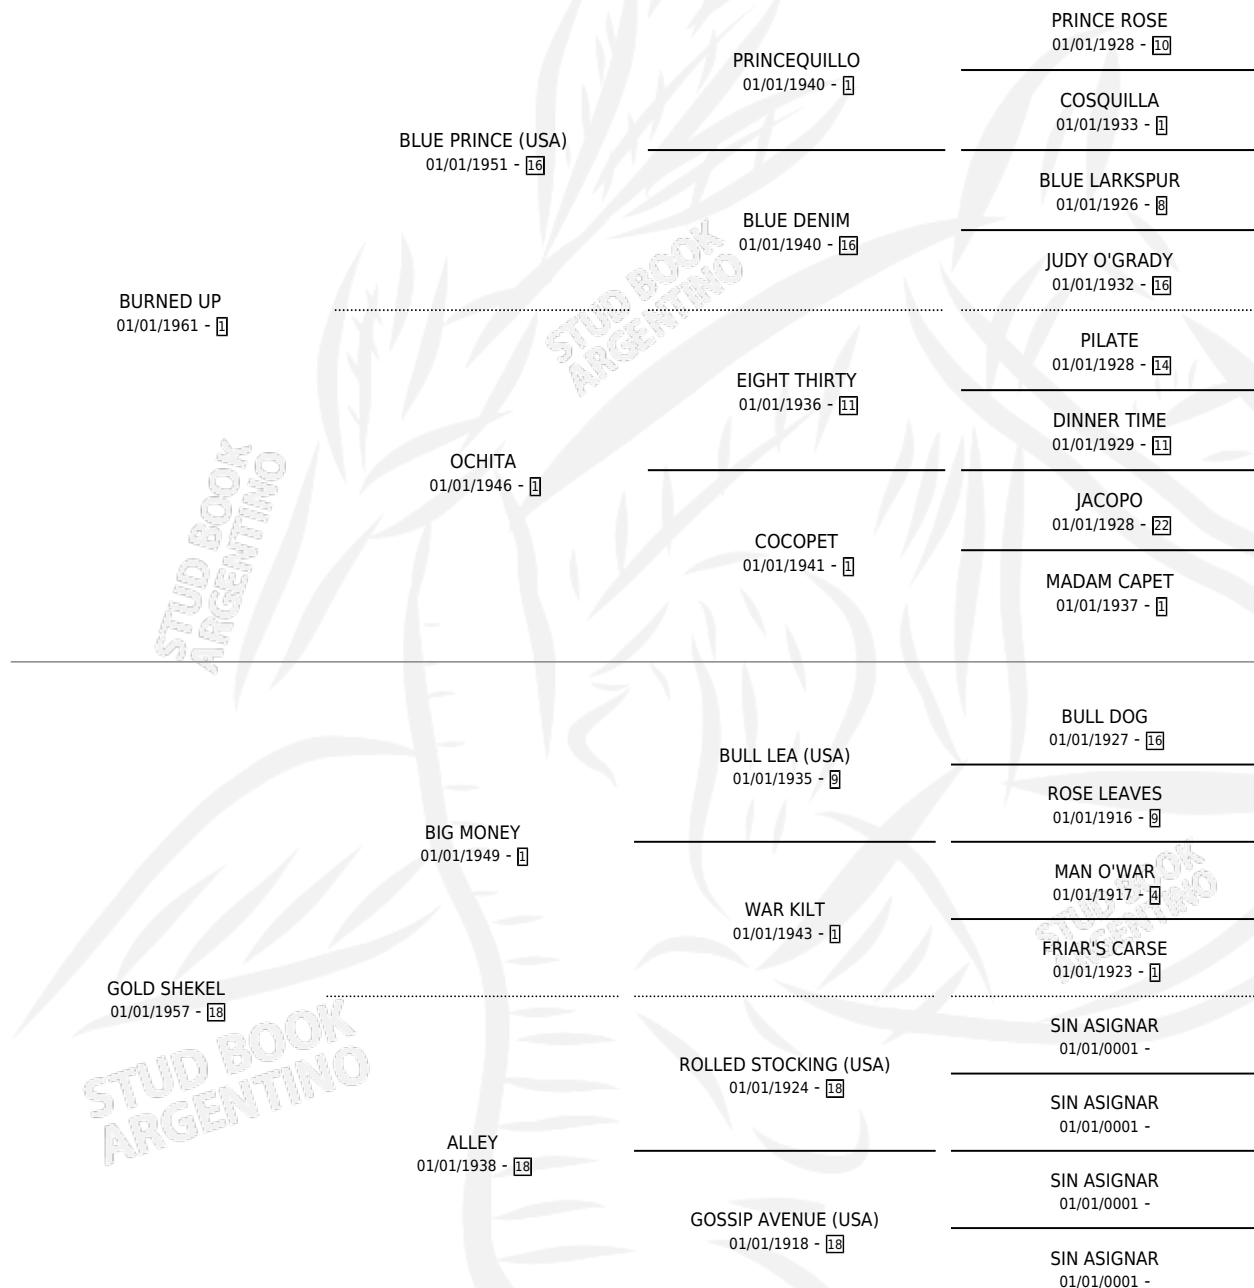 PRINCE ROSE
01/01/1928 - 10
PRINCEQUILLO
01/01/1940 - 1
COSQUILLA
01/01/1933 - 1
BLUE PRINCE (USA)
01/01/1951 - 16
BLUE LARKSPUR
01/01/1926 - 8
BLUE DENIM
01/01/1940 - 16
JUDY O'GRADY
01/01/1932 - 16
BURNED UP
01/01/1961 - 1
PILATE
01/01/1928 - 14
EIGHT THIRTY
01/01/1936 - 11
DINNER TIME
01/01/1929 - 11
OCHITA
01/01/1946 - 1
JACOPO
01/01/1928 - 22
COCOPET
01/01/1941 - 1
MADAM CAPET
01/01/1937 - 1
BULL DOG
01/01/1927 - 16
BULL LEA (USA)
01/01/1935 - 9
ROSE LEAVES
01/01/1916 - 9
BIG MONEY
01/01/1949 - 1
MAN O'WAR
01/01/1917 - 4
WAR KILT
01/01/1943 - 1
FRIAR'S CARSE
01/01/1923 - 1
GOLD SHEKEL
01/01/1957 - 18
SIN ASIGNAR
01/01/0001 -
ROLLED STOCKING (USA)
01/01/1924 - 18
SIN ASIGNAR
01/01/0001 -
ALLEY
01/01/1938 - 18
SIN ASIGNAR
01/01/0001 -
GOSSIP AVENUE (USA)
01/01/1918 - 18
SIN ASIGNAR
01/01/0001 -
STUD BOOK
ARGENTINO
STUD BOOK
ARGENTINO
STUD BOOK
ARGENTINO
STUD BOOK
ARGENTINO